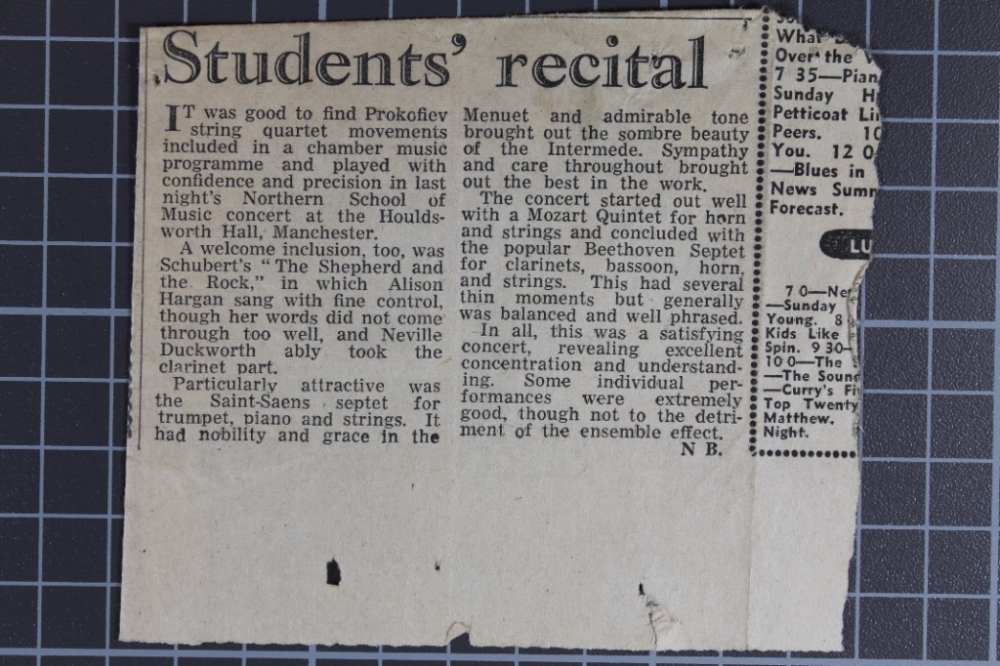 Students' recital
IT was good to find Prokofiev
string quartet movements
included in a chamber music
programme and played with
confidence and precision in last
night's Northern School of
Music concert at the Houlds-
worth Hall, Manchester.
A welcome inclusion, too, was
Schubert's "The Shepherd and
the Rock," in which Alison
Hargan sang with fine control,
though her words did not come
through too well, and Neville
Duckworth ably took the
clarinet part.
Particularly attractive was
the Saint-Saens septet for
trumpet, piano and strings. It
had nobility and grace in the
Menuet and admirable tone
brought out the sombre beauty
of the Intermede. Sympathy
and care throughout brought
out the best in the work.
The concert started out well
with a Mozart Quintet for horn
and strings and concluded with
the popular Beethoven Septet
for clarinets, bassoon, horn,
and strings. This had several
thin moments but generally
was balanced and well phrased.
In all, this was a satisfying
concert, revealing excellent
concentration and understand-
ing. Some individual per-
formances were extremely
good, though not to the detri-
ment of the ensemble effect.
N B.
What
Over the
7 35—Pian
Sunday H
Petticoat Li
Peers. 10
You. 12 0
—Blues in
News Summ
Forecast.
LU
7 0—Ne
—Sunday
Young. 8
Kids Like
Spin. 9 30—
10 0—The
—The Soun
—Curry's Fi
Top Twenty
Matthew.
Night.